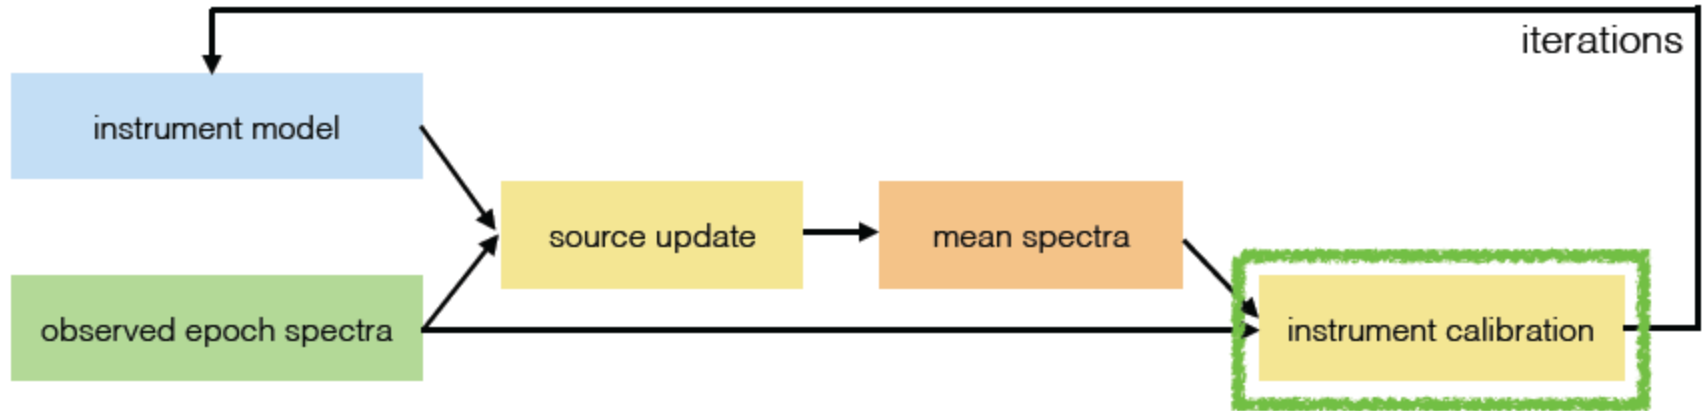 iterations
instrument model
source update
mean spectra
observed epoch spectra
instrument calibration